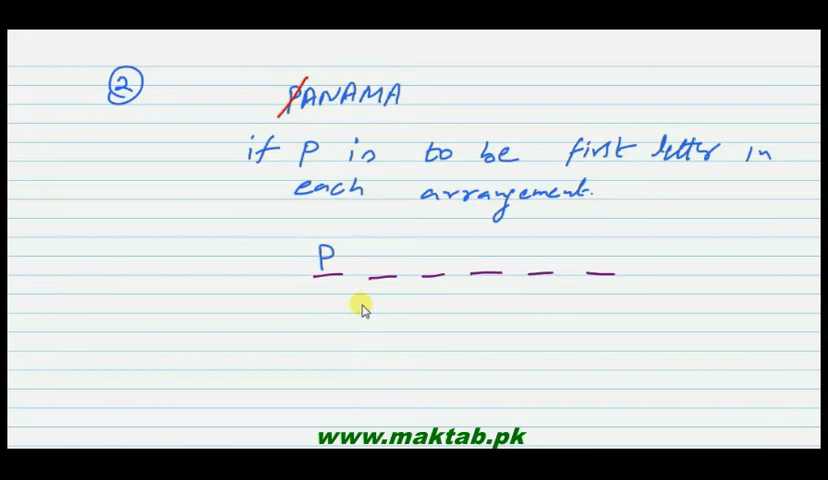 2
PANAMA
if P is to be first letter in
each arrangement.
P _ _ _ _ _
www.maktab.pk